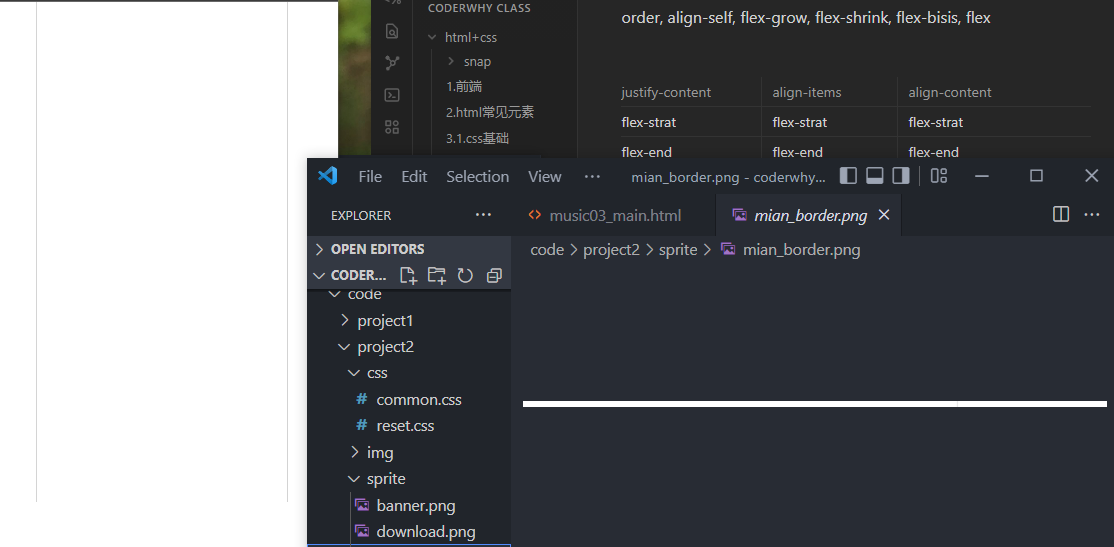 CODERWHY CLASS
html+css
snap
1.前端
2.html常见元素
3.1.css基础
order, align-self, flex-grow, flex-shrink, flex-bisis, flex
justify-content align-items align-content
flex-strat flex-strat flex-strat
flex-end flex-end flex-end
File Edit Selection View ··· mian_border.png - coderwhy...
EXPLORER ···
music03_main.html mian_border.png
···
OPEN EDITORS
CODER...
code > project2 > sprite > mian_border.png
code
project1
project2
css
# common.css
# reset.css
img
sprite
banner.png
download.png